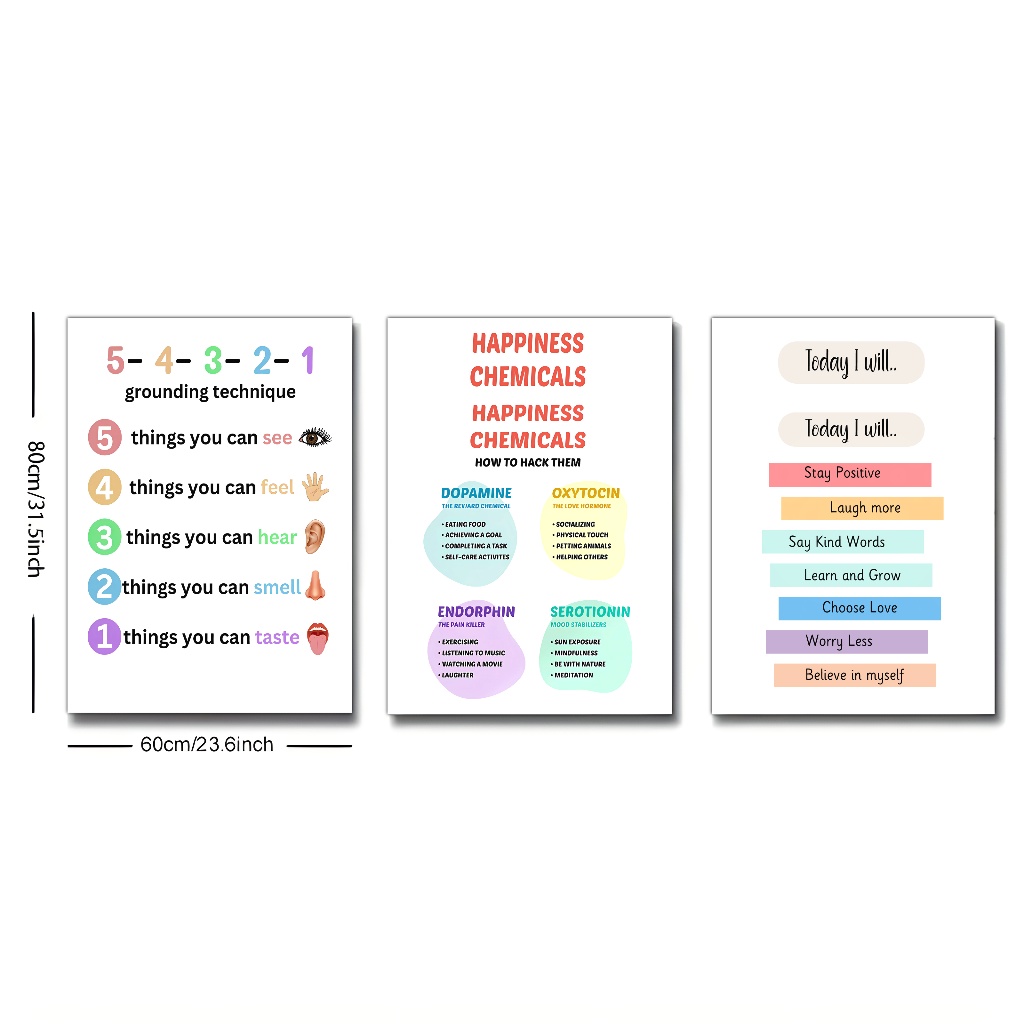 80cm/31.5inch
5- 4- 3- 2- 1
grounding technique
5 things you can see
4 things you can feel
3 things you can hear
2 things you can smell
1 things you can taste
60cm/23.6inch
HAPPINESS
CHEMICALS
HAPPINESS
CHEMICALS
HOW TO HACK THEM
DOPAMINE
THE REWARD CHEMICAL
• EATING FOOD
• ACHIEVING A GOAL
• COMPLETING A TASK
• SELF-CARE ACTIVITES
OXYTOCIN
THE LOVE HORMONE
• SOCIALIZING
• PHYSICAL TOUCH
• PETTING ANIMALS
• HELPING OTHERS
ENDORPHIN
THE PAIN KILLER
• EXERCISING
• LISTENING TO MUSIC
• WATCHING A MOVIE
• LAUGHTER
SEROTIONIN
MOOD STABILIZERS
• SUN EXPOSURE
• MINDFULNESS
• BE WITH NATURE
• MEDITATION
Today I will..
Today I will..
Stay Positive
Laugh more
Say Kind Words
Learn and Grow
Choose Love
Worry Less
Believe in myself